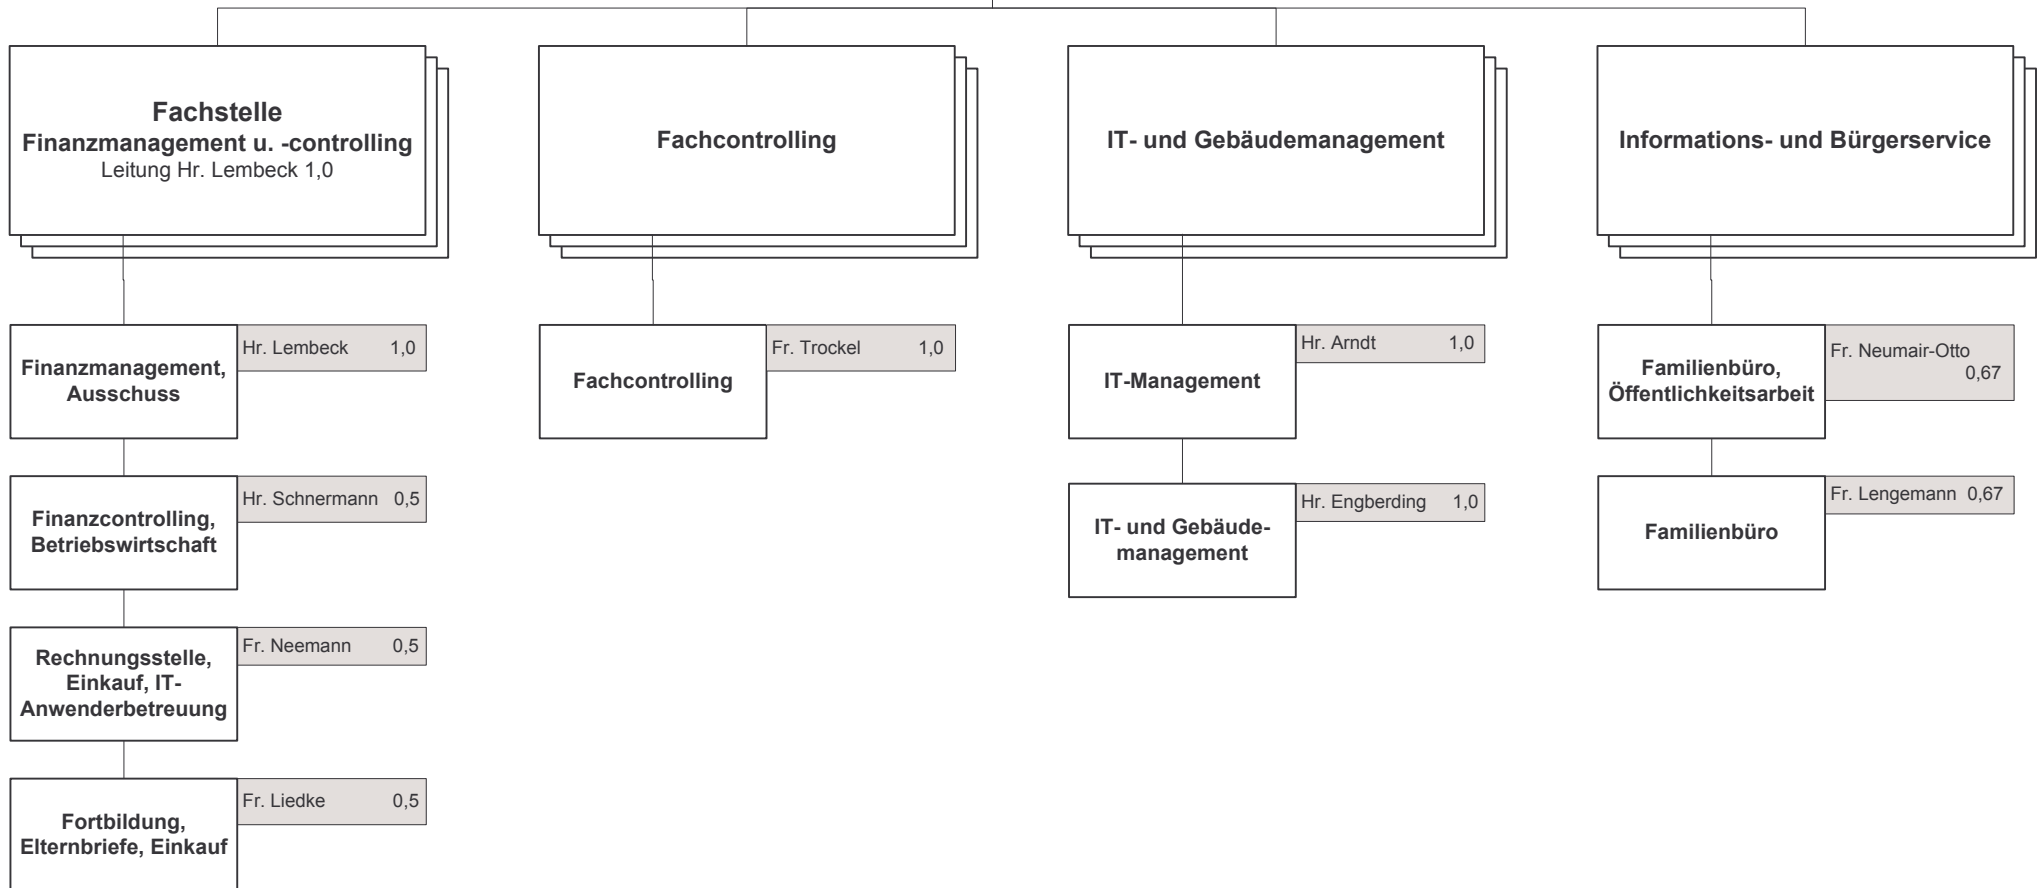 Fachstelle
Finanzmanagement u. -controlling
Leitung Hr. Lembeck 1,0
Finanzmanagement,
Ausschuss
Hr. Lembeck 1,0
Finanzcontrolling,
Betriebswirtschaft
Hr. Schnermann 0,5
Rechnungsstelle,
Einkauf, IT-
Anwenderbetreuung
Fr. Neemann 0,5
Fortbildung,
Elternbriefe, Einkauf
Fr. Liedke 0,5
Fachcontrolling
Fachcontrolling
Fr. Trockel 1,0
IT- und Gebäudemanagement
IT-Management
Hr. Arndt 1,0
IT- und Gebäude-
management
Hr. Engberding 1,0
Informations- und Bürgerservice
Familienbüro,
Öffentlichkeitsarbeit
Fr. Neumair-Otto
0,67
Familienbüro
Fr. Lengemann 0,67